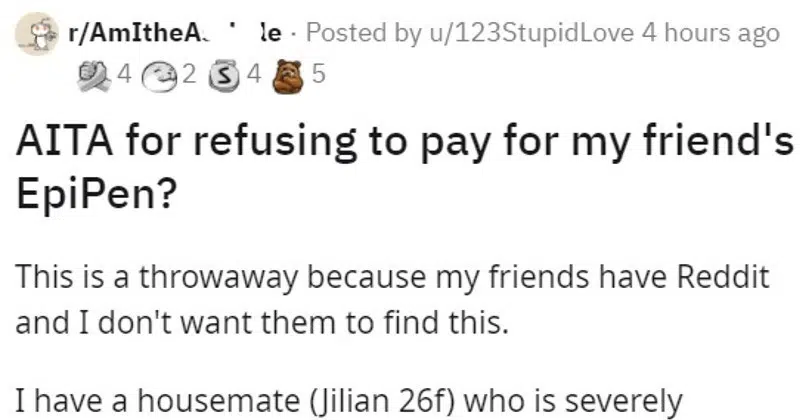 r/AmItheA le · Posted by u/123StupidLove 4 hours ago
4 2 S 4 5
AITA for refusing to pay for my friend's
EpiPen?
This is a throwaway because my friends have Reddit
and I don't want them to find this.
I have a housemate (Jilian 26f) who is severely